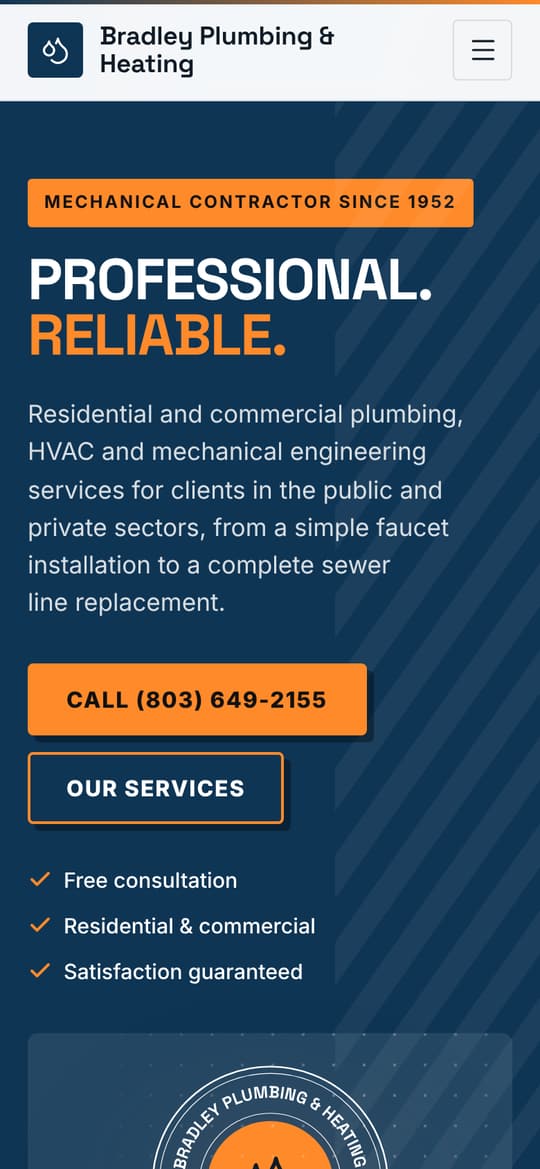 Bradley Plumbing &
Heating
MECHANICAL CONTRACTOR SINCE 1952
PROFESSIONAL.
RELIABLE.
Residential and commercial plumbing,
HVAC and mechanical engineering
services for clients in the public and
private sectors, from a simple faucet
installation to a complete sewer
line replacement.
CALL (803) 649-2155
OUR SERVICES
Free consultation
Residential & commercial
Satisfaction guaranteed
BRADLEY PLUMBING & HEATING